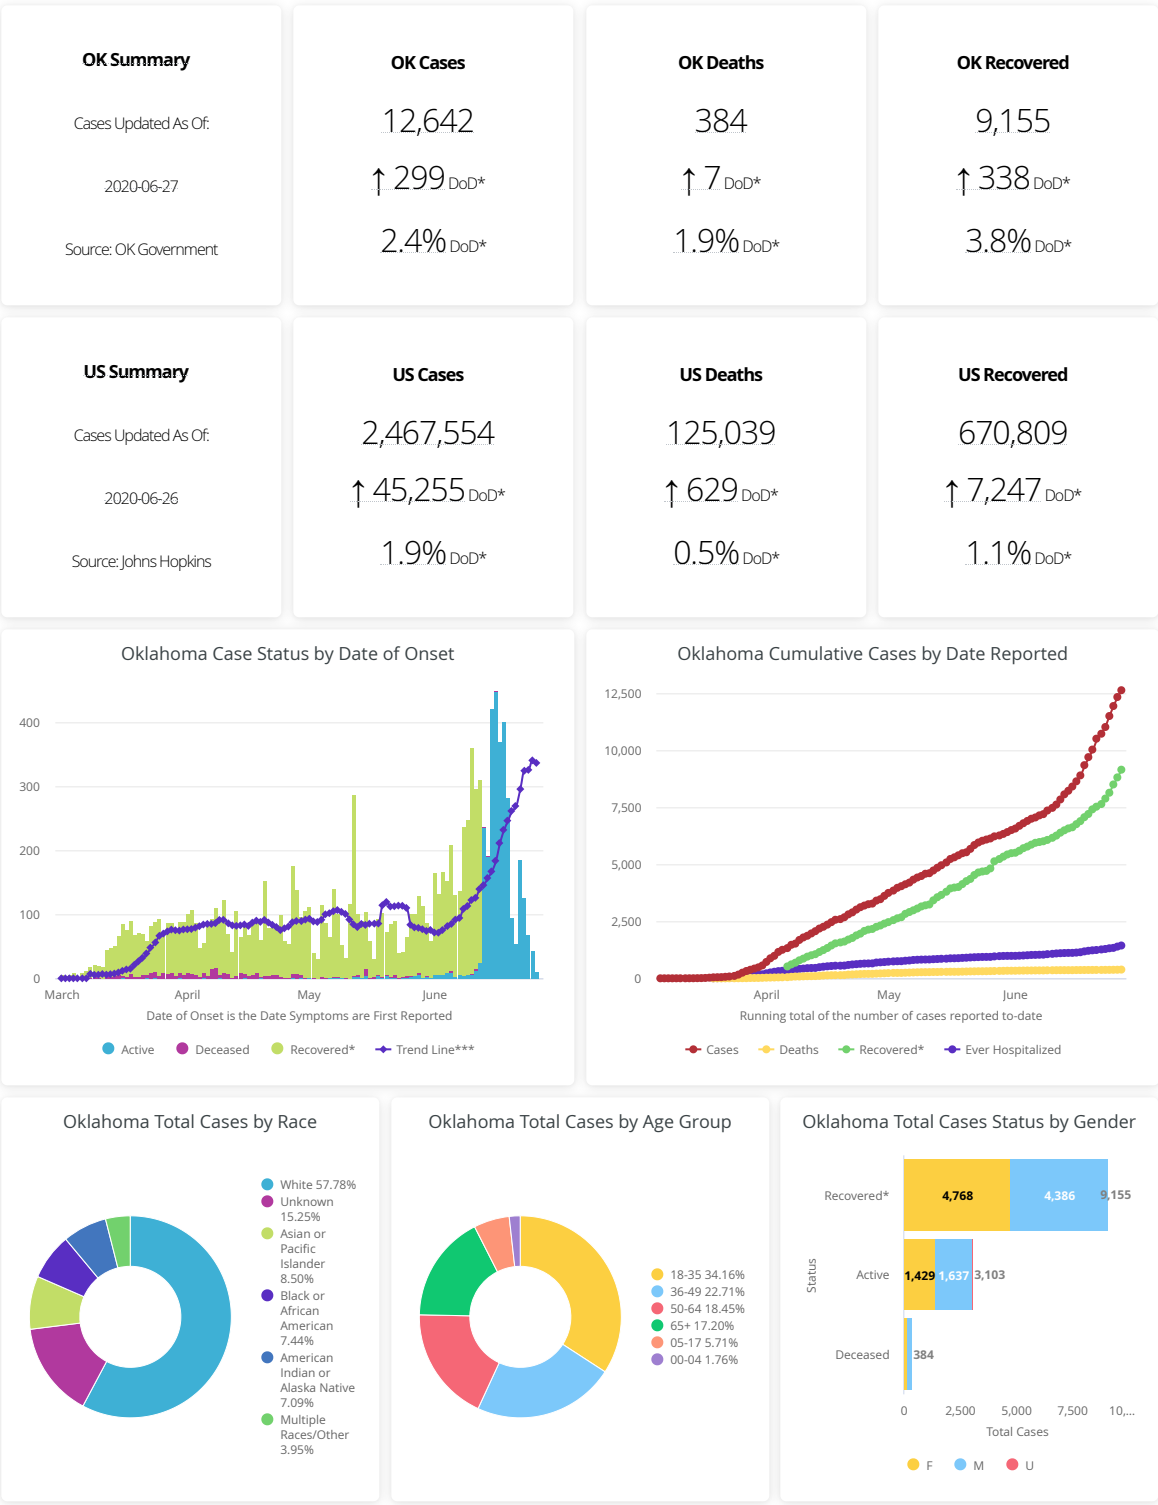 OK Summary
Cases Updated As Of:
2020-06-27
Source: OK Government
OK Cases
12,642
↑ 299 DoD*
2.4% DoD*
OK Deaths
384
↑ 7 DoD*
1.9% DoD*
OK Recovered
9,155
↑ 338 DoD*
3.8% DoD*
US Summary
Cases Updated As Of:
2020-06-26
Source: Johns Hopkins
US Cases
2,467,554
↑ 45,255 DoD*
1.9% DoD*
US Deaths
125,039
↑ 629 DoD*
0.5% DoD*
US Recovered
670,809
↑ 7,247 DoD*
1.1% DoD*
Oklahoma Case Status by Date of Onset
400
300
200
100
0
March April May June
Date of Onset is the Date Symptoms are First Reported
Active Deceased Recovered* Trend Line***
Oklahoma Cumulative Cases by Date Reported
12,500
10,000
7,500
5,000
2,500
0
April May June
Running total of the number of cases reported to-date
Cases Deaths Recovered* Ever Hospitalized
Oklahoma Total Cases by Race
White 57.78%
Unknown
15.25%
Asian or
Pacific
Islander
8.50%
Black or
African
American
7.44%
American
Indian or
Alaska Native
7.09%
Multiple
Races/Other
3.95%
Oklahoma Total Cases by Age Group
18-35 34.16%
36-49 22.71%
50-64 18.45%
65+ 17.20%
05-17 5.71%
00-04 1.76%
Oklahoma Total Cases Status by Gender
Status
Recovered* 4,768 4,386 9,155
Active 1,429 1,637 3,103
Deceased 384
0 2,500 5,000 7,500 10,...
Total Cases
F M U